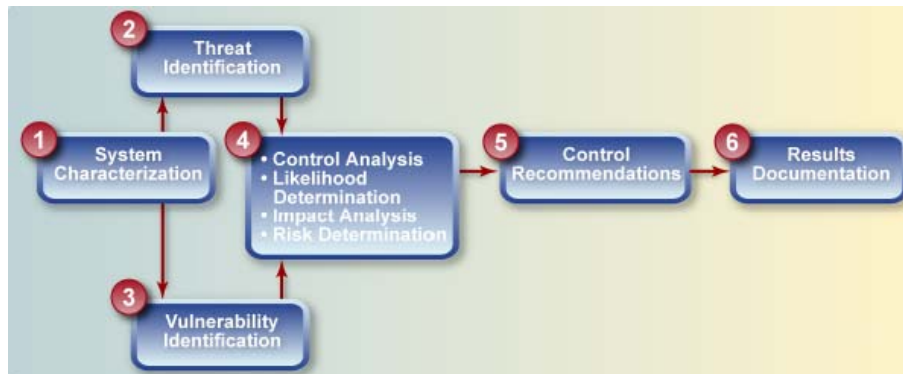 1
System
Characterization
2
Threat
Identification
3
Vulnerability
Identification
4
• Control Analysis
• Likelihood
Determination
• Impact Analysis
• Risk Determination
5
Control
Recommendations
6
Results
Documentation